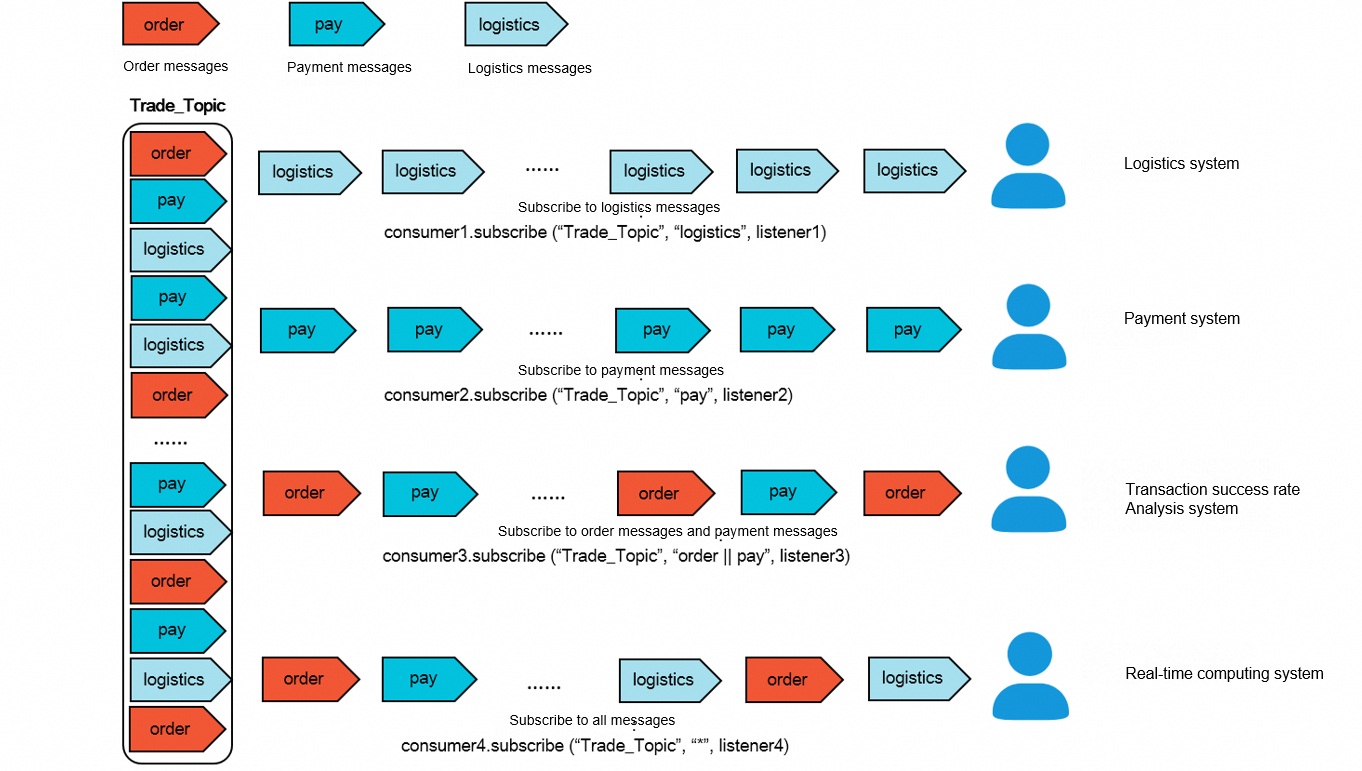 order
pay
logistics
Order messages
Payment messages
Logistics messages
Trade_Topic
order
pay
logistics
pay
logistics
order
......
pay
logistics
order
pay
logistics
order
logistics
logistics
......
logistics
logistics
logistics
Logistics system
Subscribe to logistics messages
consumer1.subscribe (“Trade_Topic”, “logistics”, listener1)
pay
pay
......
pay
pay
pay
Payment system
Subscribe to payment messages
consumer2.subscribe (“Trade_Topic”, “pay”, listener2)
order
pay
......
order
pay
order
Transaction success rate
Analysis system
Subscribe to order messages and payment messages
consumer3.subscribe (“Trade_Topic”, “order || pay”, listener3)
order
pay
......
logistics
order
logistics
Real-time computing system
Subscribe to all messages
consumer4.subscribe (“Trade_Topic”, “*”, listener4)